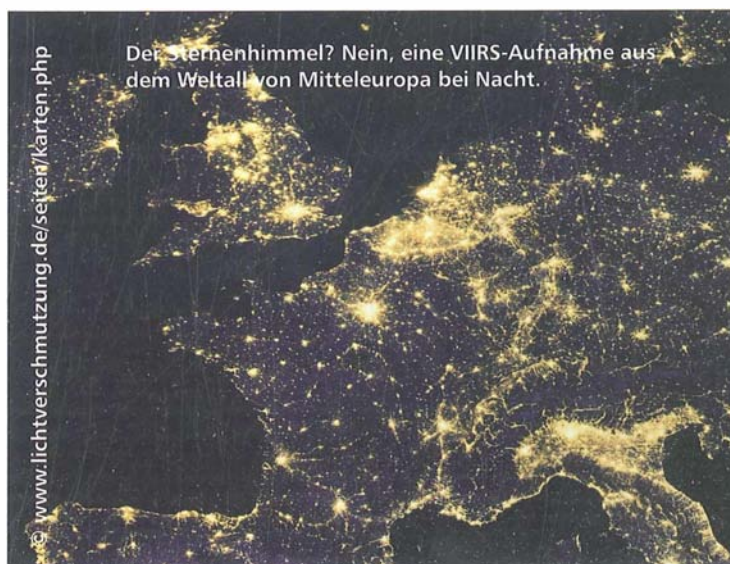 Der Sternenhimmel? Nein, eine VIIRS-Aufnahme aus
dem Weltall von Mitteleuropa bei Nacht.
© www.lichtverschmutzung.de/seiten/karten.php